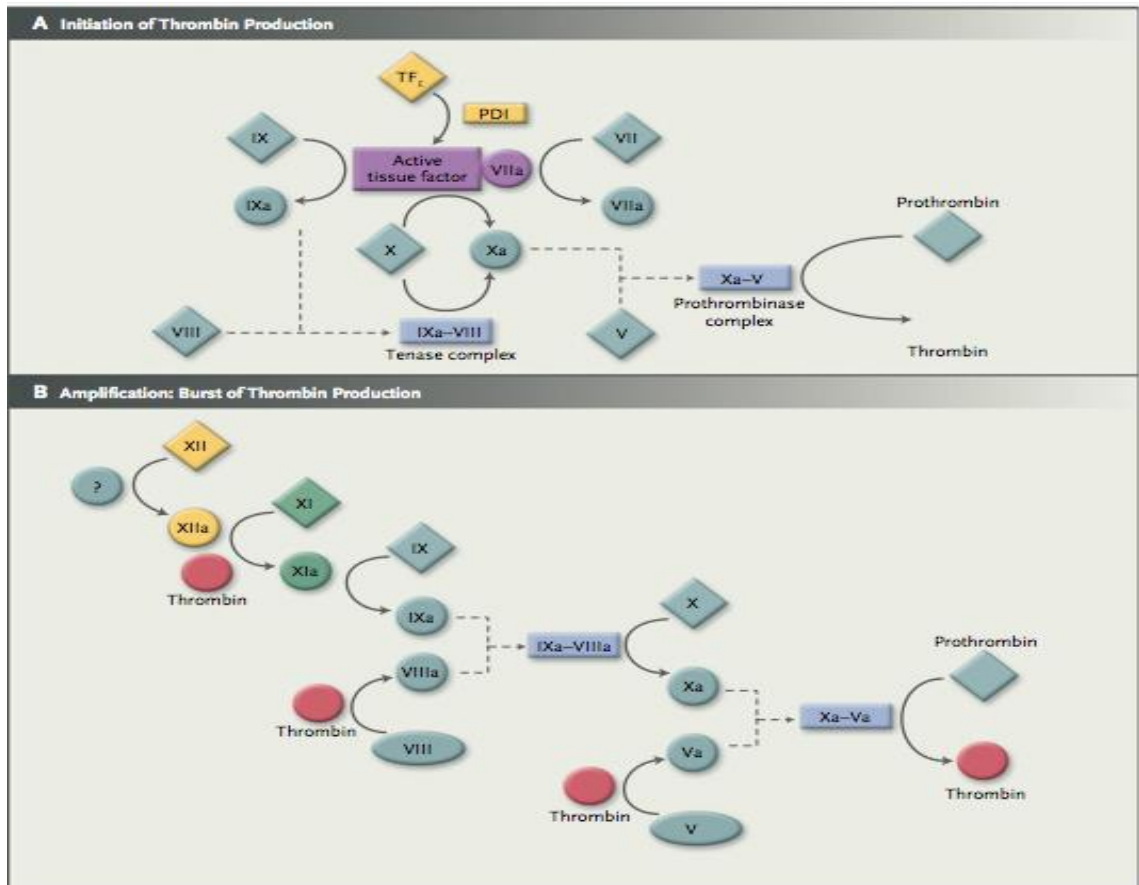 A Initiation of Thrombin Production
TFε
PDI
IX
VII
Active
tissue factor
VIIa
IXa
VIIa
Prothrombin
X
Xa
Xa–V
Prothrombinase
complex
VIII
IXa–VIII
Tenase complex
V
Thrombin
B Amplification: Burst of Thrombin Production
XII
?
XI
XIIa
IX
XIa
Thrombin
X
IXa
Prothrombin
IXa–VIIIa
VIIIa
Xa
Thrombin
Xa–Va
VIII
Va
Thrombin
Thrombin
V